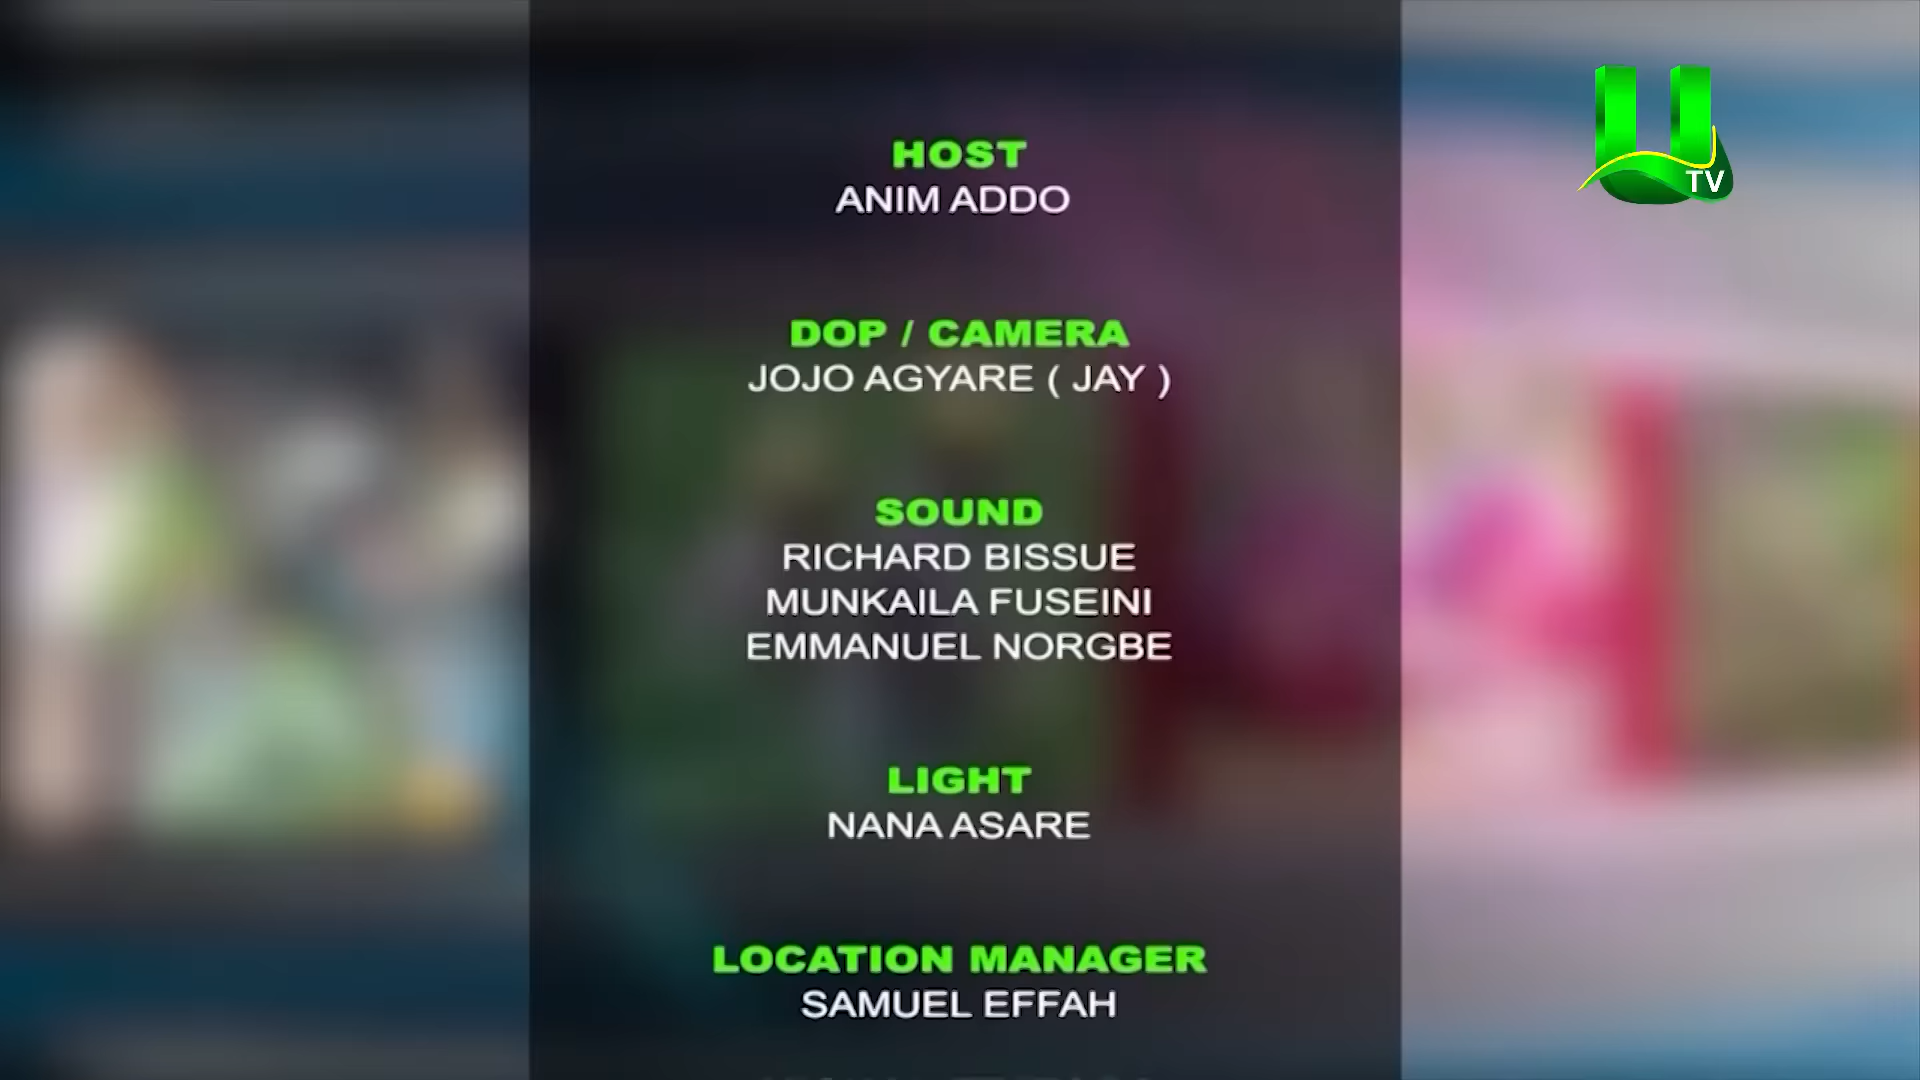 HOST
ANIM ADDO
DOP / CAMERA
JOJO AGYARE ( JAY )
SOUND
RICHARD BISSUE
MUNKAILA FUSEINI
EMMANUEL NORGBE
LIGHT
NANA ASARE
LOCATION MANAGER
SAMUEL EFFAH
U
TV